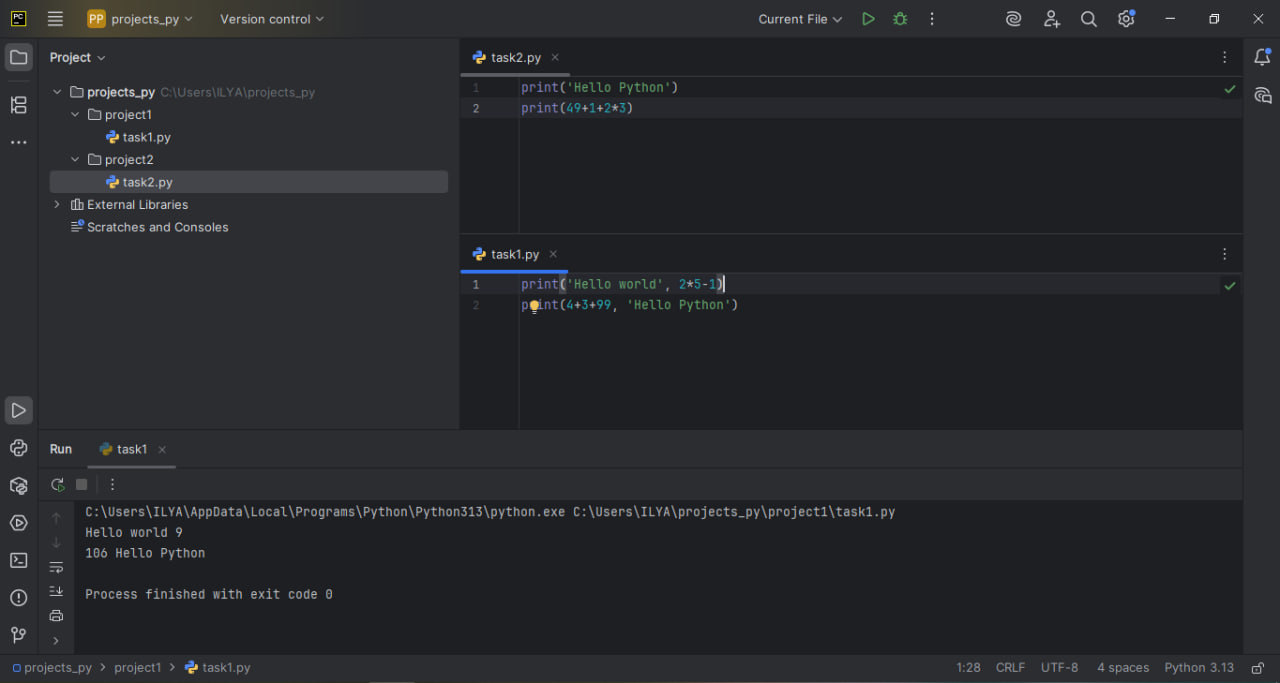 PC
PP projects_py Version control Current File
Project
projects_py C:\Users\ILYA\projects_py
project1
task1.py
project2
task2.py
External Libraries
Scratches and Consoles
task2.py
1 print('Hello Python')
2 print(49+1+2*3)
task1.py
1 print('Hello world', 2*5-1)
2 print(4+3+99, 'Hello Python')
Run task1
C:\Users\ILYA\AppData\Local\Programs\Python\Python313\python.exe C:\Users\ILYA\projects_py\project1\task1.py
Hello world 9
106 Hello Python
Process finished with exit code 0
projects_py > project1 > task1.py 1:28 CRLF UTF-8 4 spaces Python 3.13